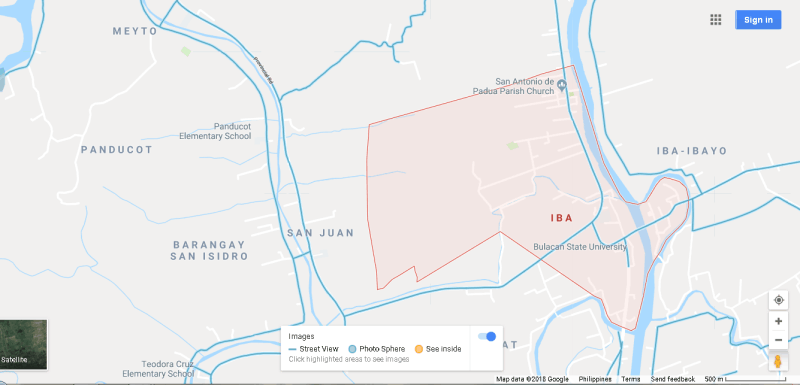 Sign in
MEYTO
Provincial Rd
San Antonio de
Padua Parish Church
Panducot
Elementary School
PANDUCOT
IBA-IBAYO
IBA
SAN JUAN
BARANGAY
SAN ISIDRO
Bulacan State University
Images
Street View
Photo Sphere
See inside
Click highlighted areas to see images
AT
Satellite
Teodora Cruz
Elementary School
Map data ©2018 Google
Philippines
Terms
Send feedback
500 m